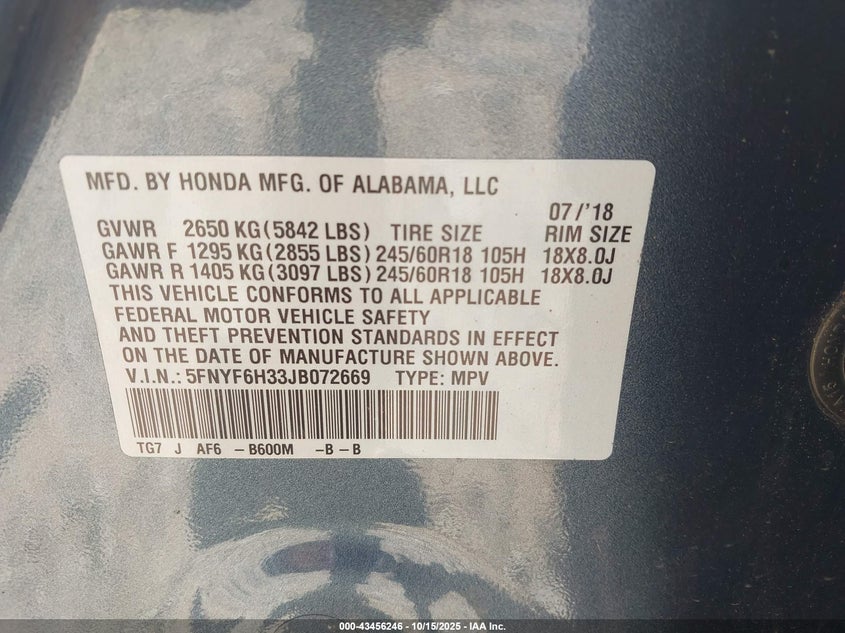 MFD. BY HONDA MFG. OF ALABAMA, LLC
07/'18
GVWR 2650 KG (5842 LBS) TIRE SIZE RIM SIZE
GAWR F 1295 KG (2855 LBS) 245/60R18 105H 18X8.0J
GAWR R 1405 KG (3097 LBS) 245/60R18 105H 18X8.0J
THIS VEHICLE CONFORMS TO ALL APPLICABLE
FEDERAL MOTOR VEHICLE SAFETY
AND THEFT PREVENTION STANDARDS IN EFFECT
ON THE DATE OF MANUFACTURE SHOWN ABOVE.
V.I.N.: 5FNYF6H33JB072669 TYPE: MPV
TG7 J AF6 – B600M –B – B
000-43456246 - 10/15/2025 - IAA Inc.